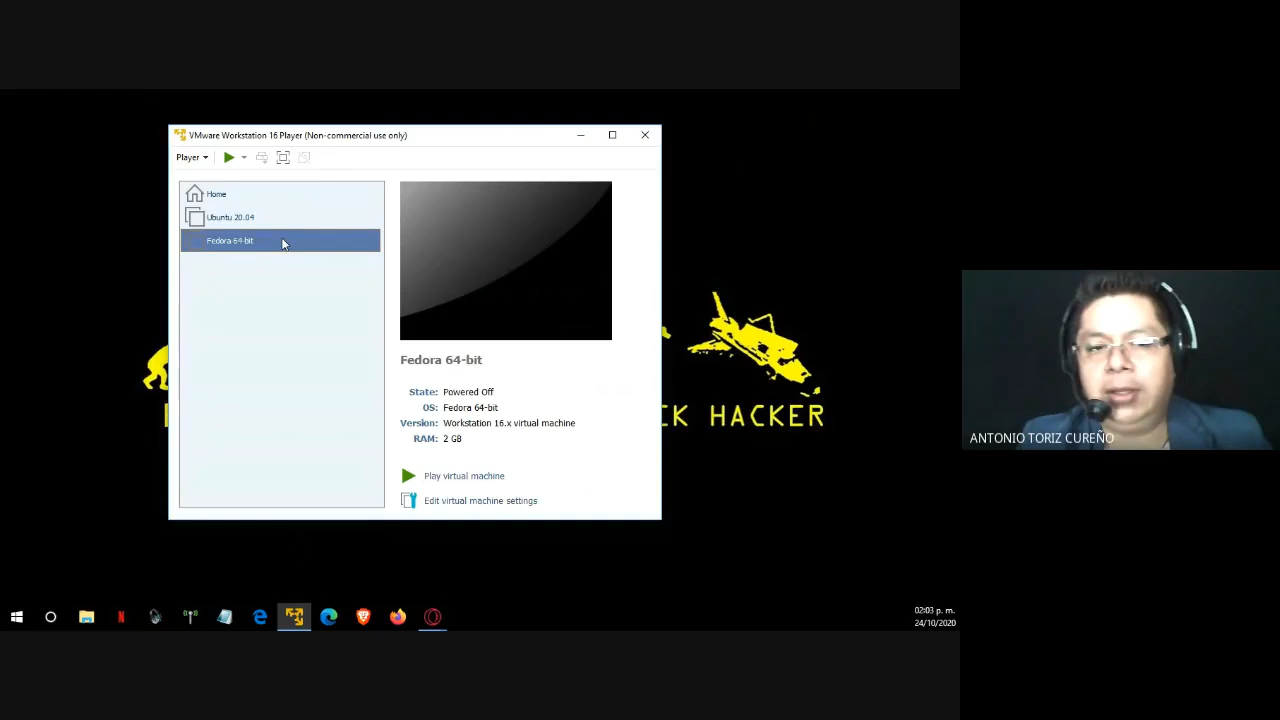 VMware Workstation 16 Player (Non-commercial use only)
Player
Home
Ubuntu 20.04
Fedora 64-bit
Fedora 64-bit
State: Powered Off
OS: Fedora 64-bit
Version: Workstation 16.x virtual machine
RAM: 2 GB
Play virtual machine
Edit virtual machine settings
CK HACKER
ANTONIO TORIZ CUREÑO
02:03 p. m.
24/10/2020